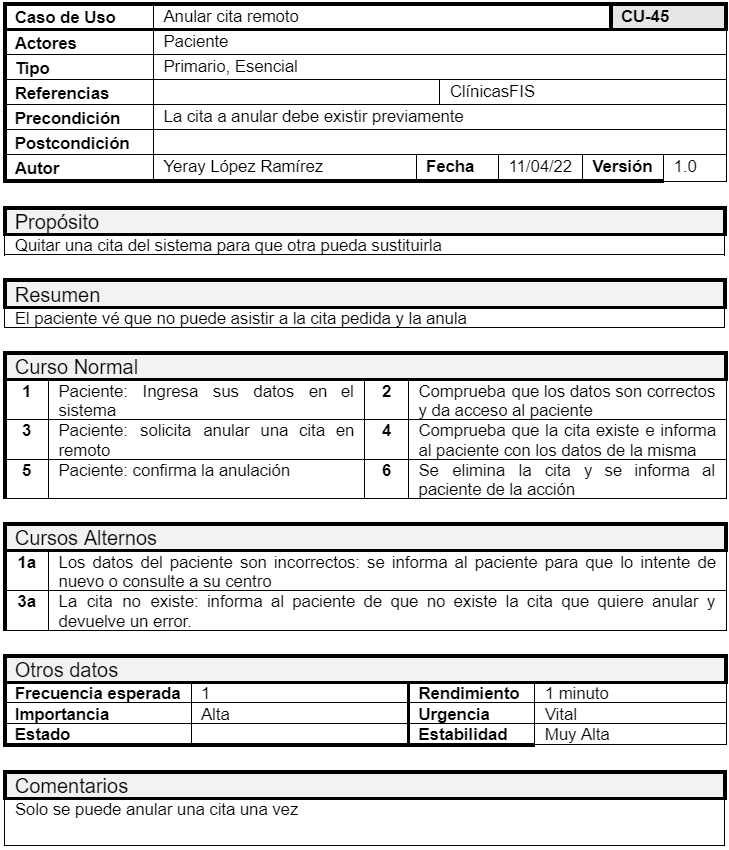 Caso de Uso Anular cita remoto CU-45
Actores Paciente
Tipo Primario, Esencial
Referencias ClínicasFIS
Precondición La cita a anular debe existir previamente
Postcondición
Autor Yeray López Ramírez Fecha 11/04/22 Versión 1.0
Propósito
Quitar una cita del sistema para que otra pueda sustituirla
Resumen
El paciente vé que no puede asistir a la cita pedida y la anula
Curso Normal
1 Paciente: Ingresa sus datos en el
sistema
2 Comprueba que los datos son correctos
y da acceso al paciente
3 Paciente: solicita anular una cita en
remoto
4 Comprueba que la cita existe e informa
al paciente con los datos de la misma
5 Paciente: confirma la anulación
6 Se elimina la cita y se informa al
paciente de la acción
Cursos Alternos
1a Los datos del paciente son incorrectos: se informa al paciente para que lo intente de
nuevo o consulte a su centro
3a La cita no existe: informa al paciente de que no existe la cita que quiere anular y
devuelve un error.
Otros datos
Frecuencia esperada 1 Rendimiento 1 minuto
Importancia Alta Urgencia Vital
Estado Estabilidad Muy Alta
Comentarios
Solo se puede anular una cita una vez